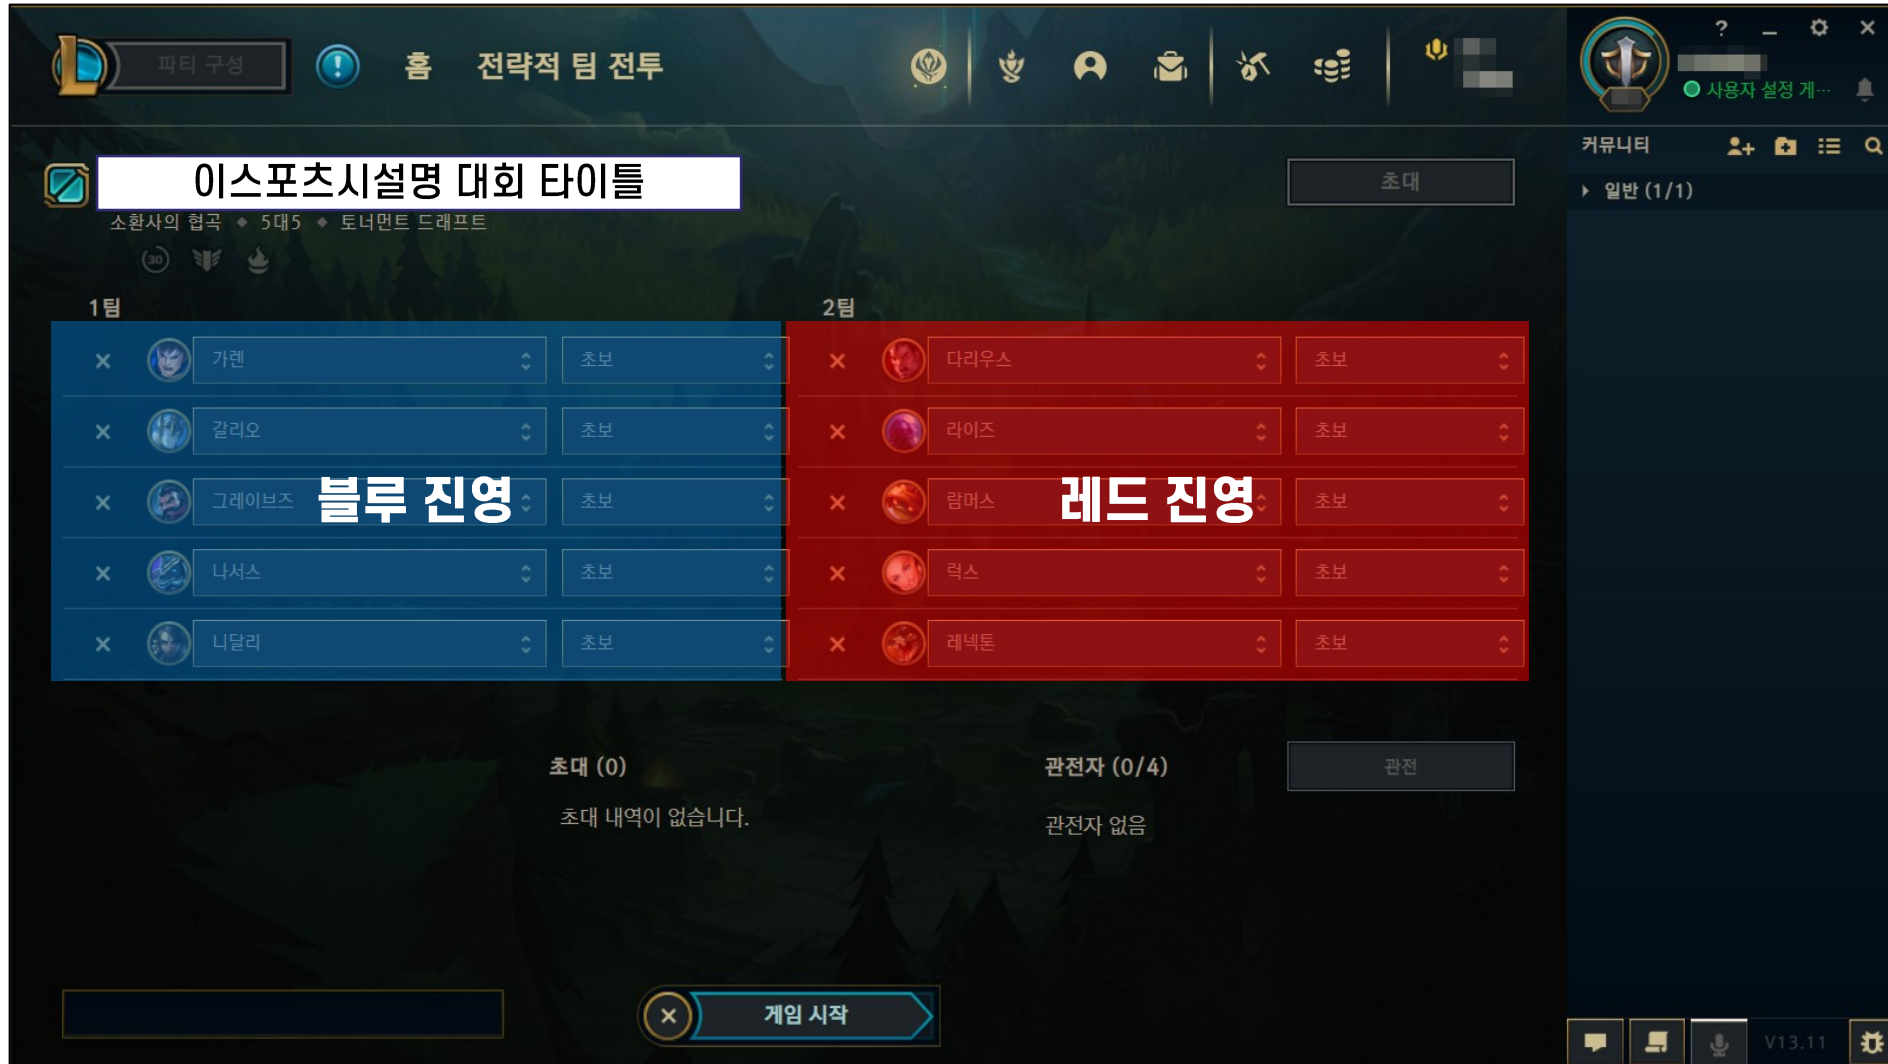 파티 구성
홈 전략적 팀 전투
사용자 설정 게…
커뮤니티
이스포츠시설명 대회 타이틀
초대
일반 (1/1)
소환사의 협곡 ◆ 5대5 ◆ 토너먼트 드래프트
30
1팀 2팀
가렌 초보 다리우스 초보
갈리오 초보 라이즈 초보
그레이브즈 초보 람머스 초보
블루 진영 레드 진영
나서스 초보 럭스 초보
니달리 초보 레넥톤 초보
초대 (0) 관전자 (0/4) 관전
초대 내역이 없습니다. 관전자 없음
게임 시작
V13.11